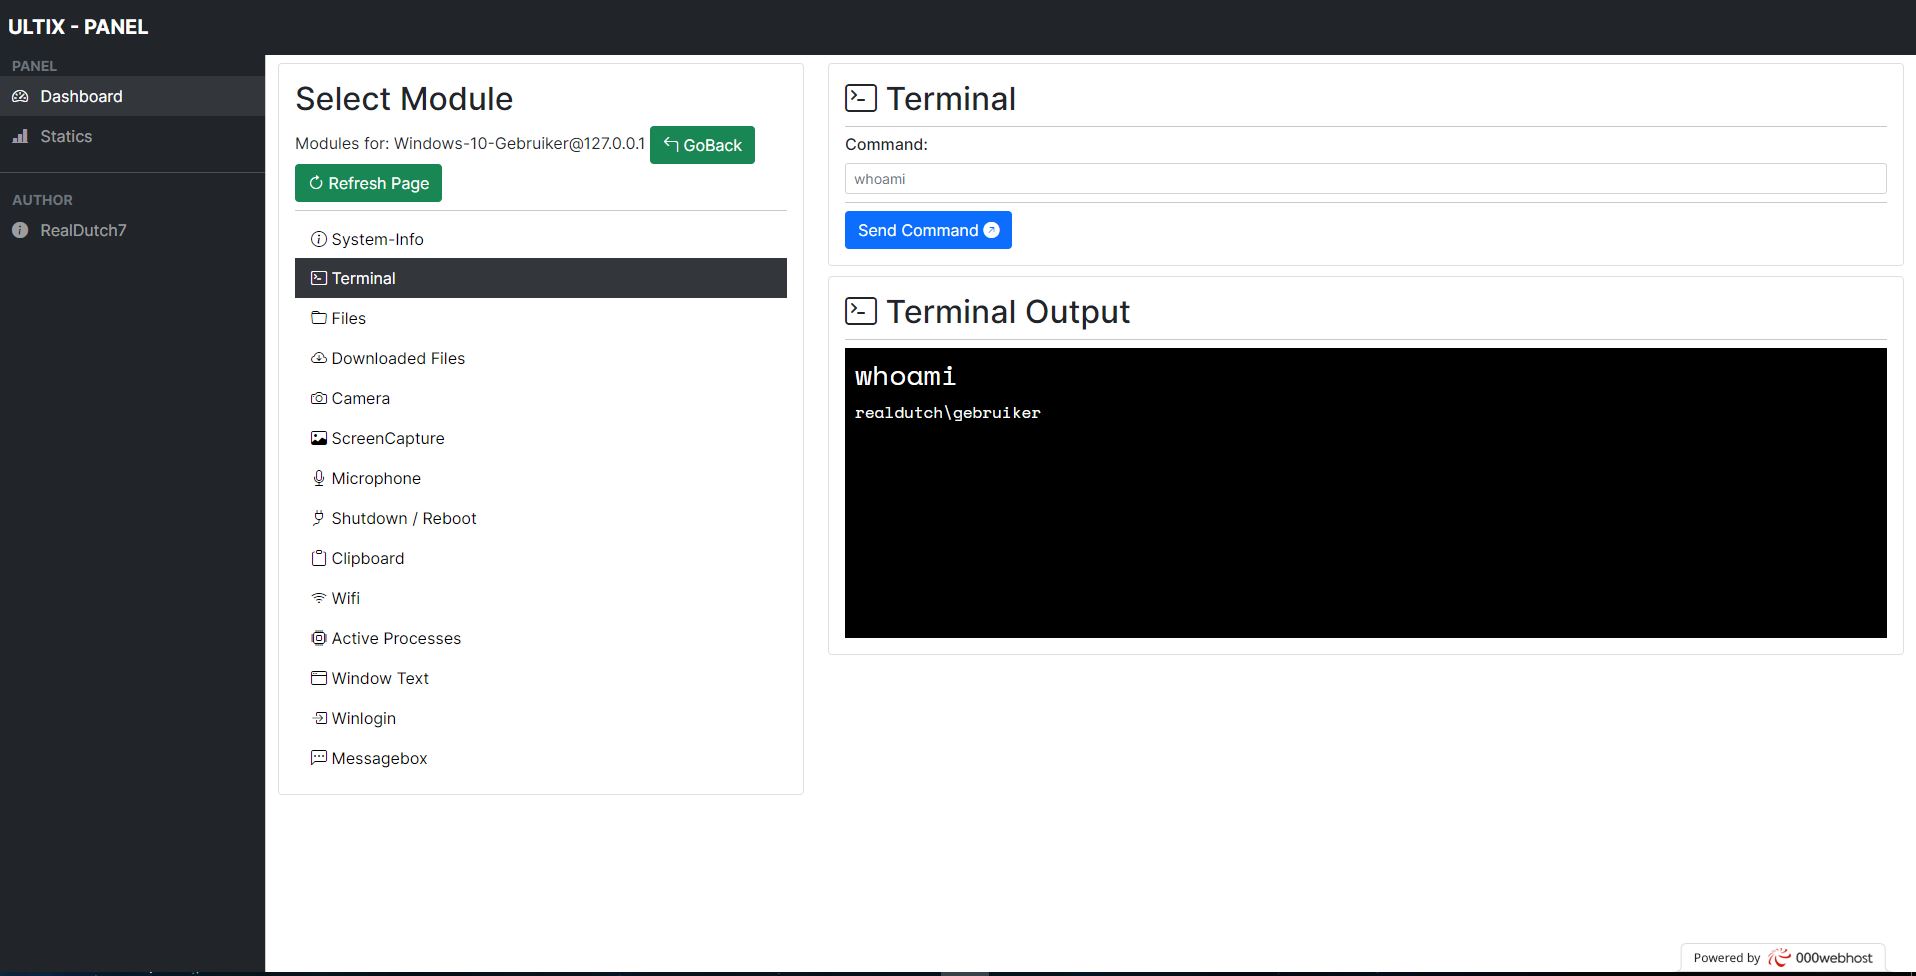 ULTIX - PANEL
PANEL
Dashboard
Statics
AUTHOR
RealDutch7
Select Module
Modules for: Windows-10-Gebruiker@127.0.0.1
GoBack
Refresh Page
System-Info
Terminal
Files
Downloaded Files
Camera
ScreenCapture
Microphone
Shutdown / Reboot
Clipboard
Wifi
Active Processes
Window Text
Winlogin
Messagebox
Terminal
Command:
whoami
Send Command
Terminal Output
whoami
realdutch\gebruiker
Powered by 000webhost